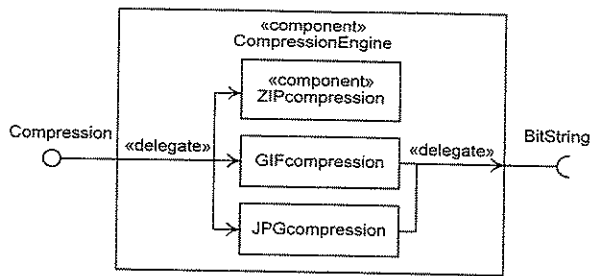 «component»
CompressionEngine
«component»
ZIPcompression
Compression
«delegate»
GIFcompression
«delegate»
BitString
JPGcompression